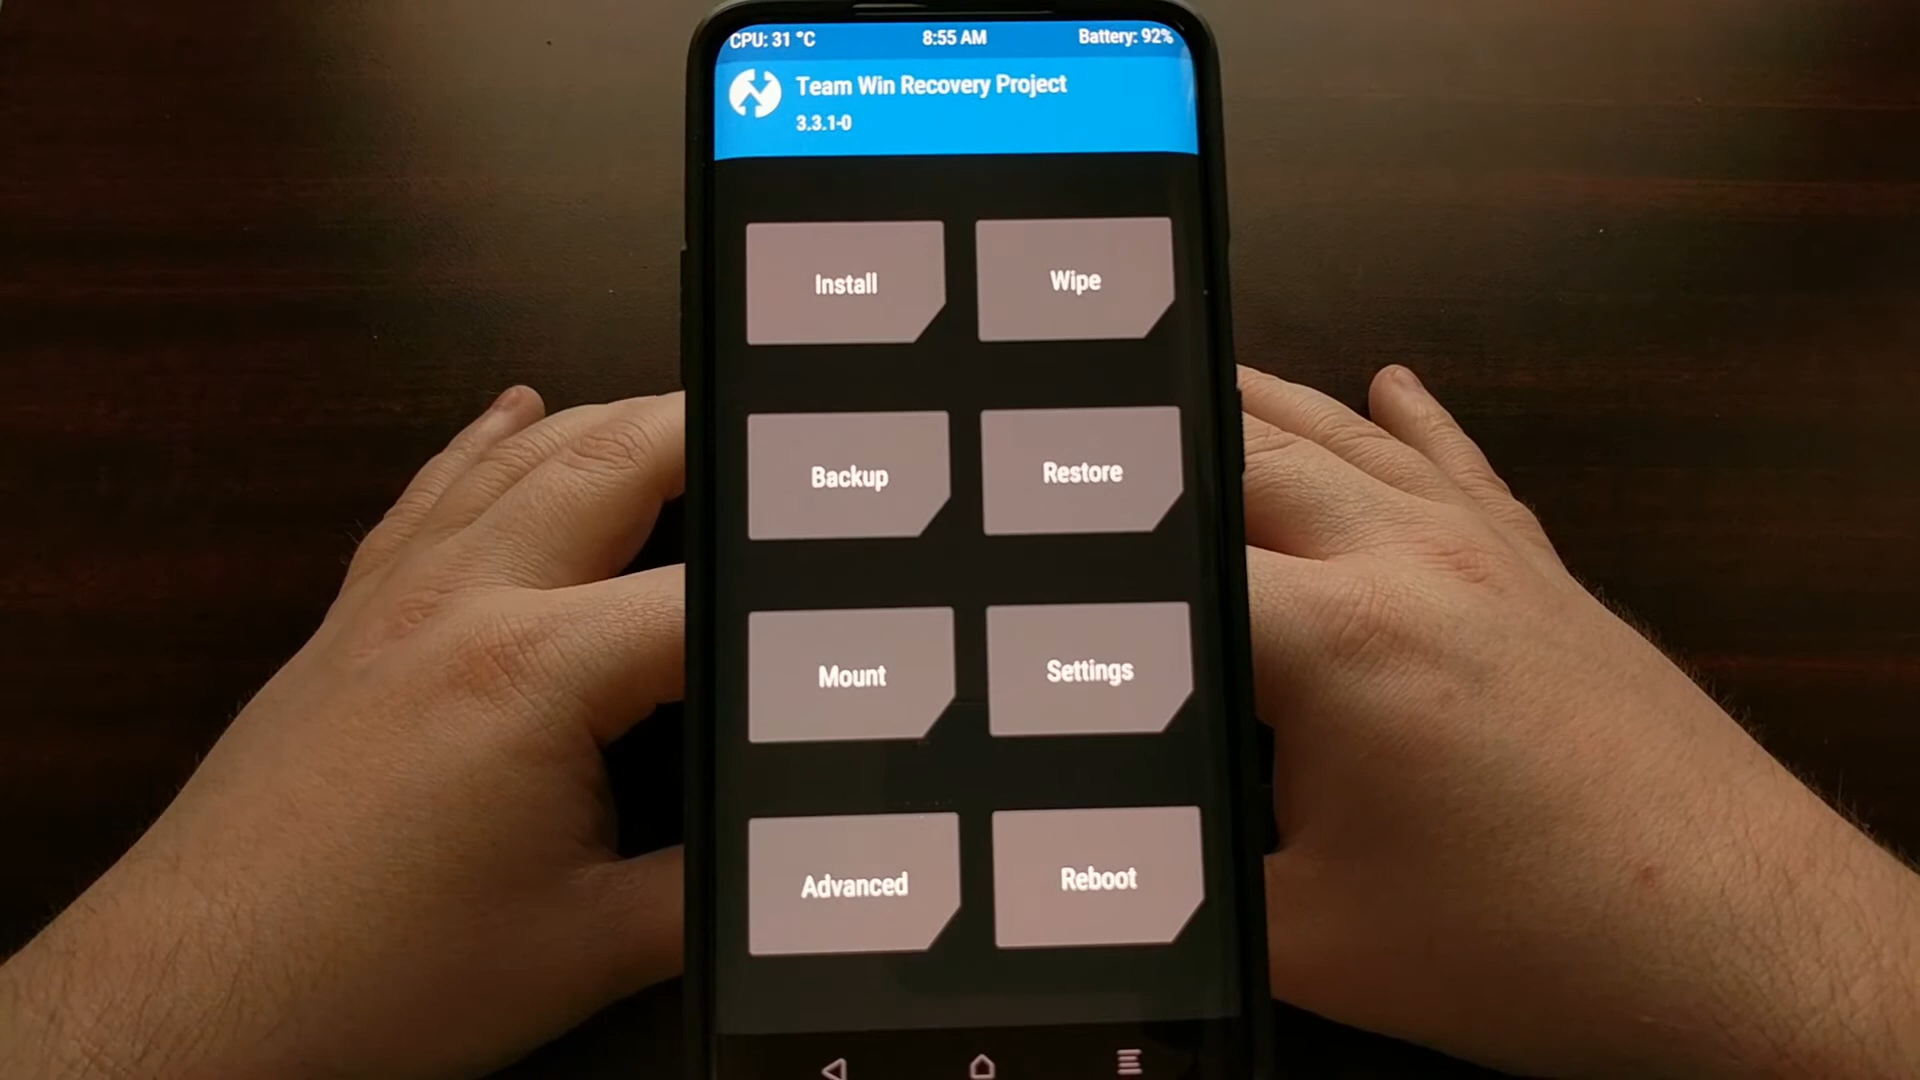 CPU: 31 °C 8:55 AM Battery: 92%
Team Win Recovery Project
3.3.1-0
Install Wipe
Backup Restore
Mount Settings
Advanced Reboot